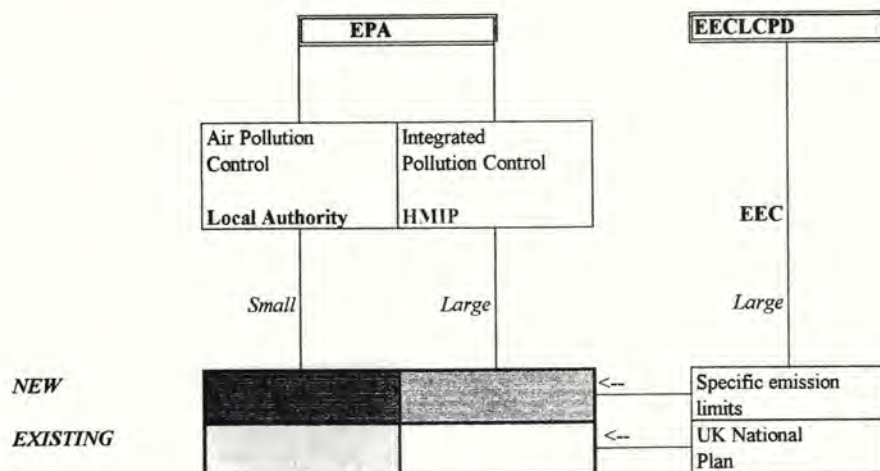 EPA
EECLCPD
Air Pollution
Control
Local Authority
Integrated
Pollution Control
HMIP
EEC
Small
Large
Large
NEW
<--
Specific emission
limits
EXISTING
<--
UK National
Plan